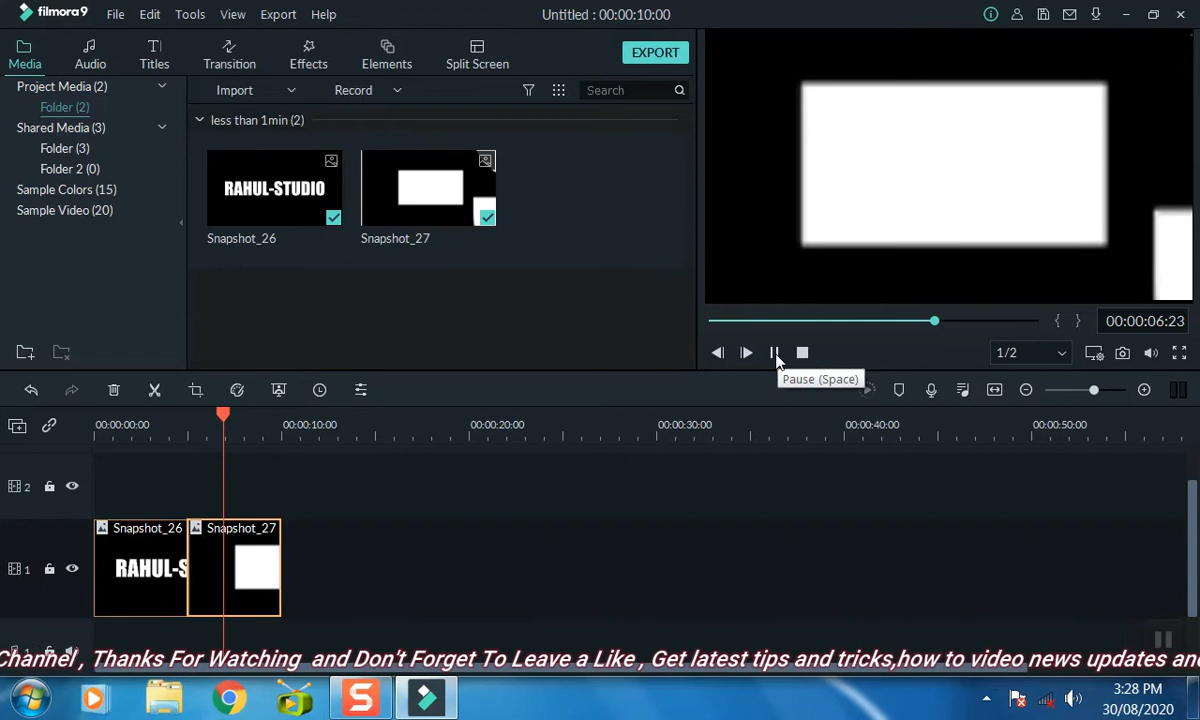 filmora9 File Edit Tools View Export Help Untitled : 00:00:10:00
Media Audio Titles Transition Effects Elements Split Screen EXPORT
Project Media (2) Import Record Search
Folder (2)
less than 1min (2)
Shared Media (3)
Folder (3)
Folder 2 (0)
Sample Colors (15)
Sample Video (20)
RAHUL-STUDIO
Snapshot_26 Snapshot_27
00:00:06:23
1/2
Pause (Space)
00:00:00:00 00:00:10:00 00:00:20:00 00:00:30:00 00:00:40:00 00:00:50:00
2
Snapshot_26 Snapshot_27
1 RAHUL-S
Channel , Thanks For Watching and Don't Forget To Leave a Like , Get latest tips and tricks,how to video news updates an
S
3:28 PM
30/08/2020